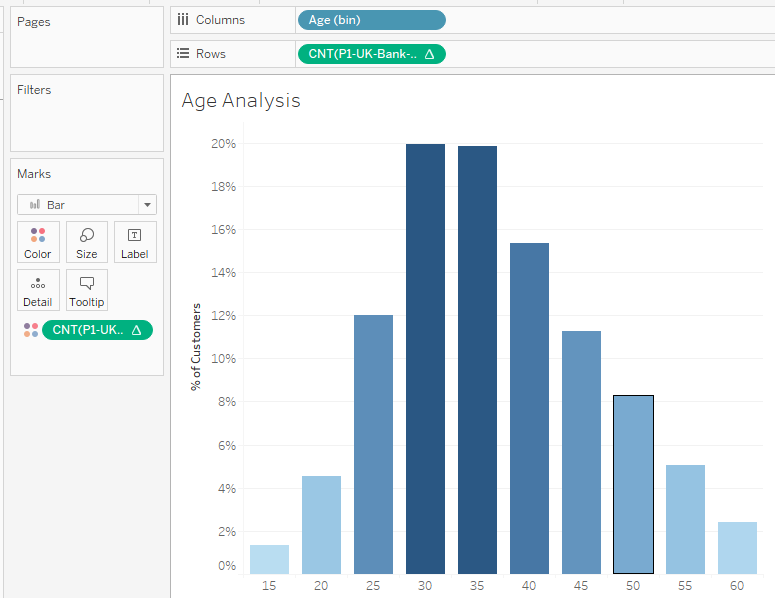 Pages
Columns
Age (bin)
Rows
CNT(P1-UK-Bank-..
Filters
Marks
Bar
Color
Size
Label
Detail
Tooltip
CNT(P1-UK..
Age Analysis
% of Customers
20%
18%
16%
14%
12%
10%
8%
6%
4%
2%
0%
15 20 25 30 35 40 45 50 55 60